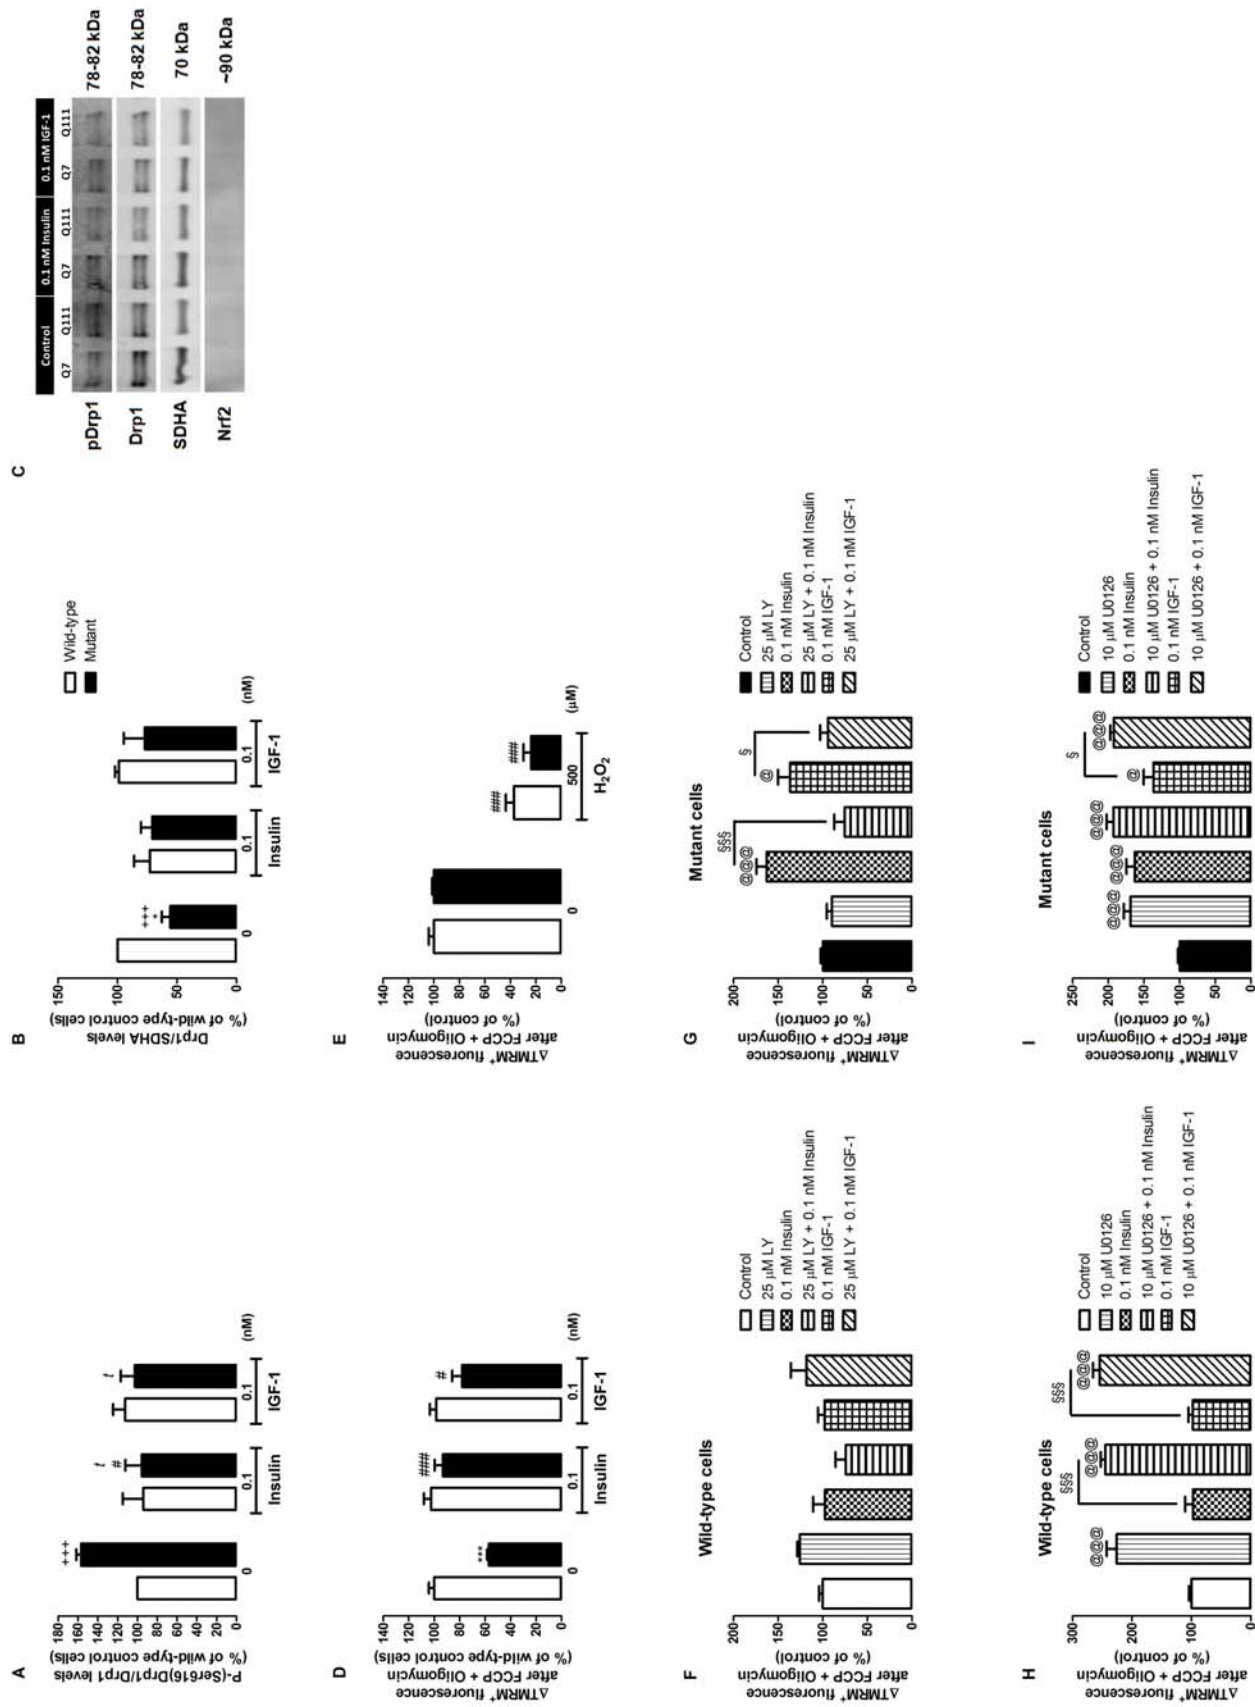 A
P-(Ser616)Drp1/Drp1 levels
(% of wild-type control cells)
180
160
140
120
100
80
60
40
20
0
+++
# t
t
0
0.1
0.1
(nM)
Insulin
IGF-1
B
Drp1/SDHA levels
(% of wild-type control cells)
150
100
50
0
+++
*
0
0.1
0.1
(nM)
Insulin
IGF-1
Wild-type
Mutant
C
Control
0.1 nM Insulin
0.1 nM IGF-1
Q7 Q111 Q7 Q111 Q7 Q111
pDrp1 78-82 kDa
Drp1 78-82 kDa
SDHA 70 kDa
Nrf2 ~90 kDa
D
ΔTMRM⁺ fluorescence
after FCCP + Oligomycin
(% of wild-type control cells)
140
120
100
80
60
40
20
0
***
###
#
0
0.1
0.1
(nM)
Insulin
IGF-1
E
ΔTMRM⁺ fluorescence
after FCCP + Oligomycin
(% of control)
140
120
100
80
60
40
20
0
###
###
0
500
(μM)
H₂O₂
F
Wild-type cells
ΔTMRM⁺ fluorescence
after FCCP + Oligomycin
(% of control)
200
150
100
50
0
Control
25 μM LY
0.1 nM Insulin
25 μM LY + 0.1 nM Insulin
0.1 nM IGF-1
25 μM LY + 0.1 nM IGF-1
G
Mutant cells
ΔTMRM⁺ fluorescence
after FCCP + Oligomycin
(% of control)
200
150
100
50
0
@@@
§§§
@
§
Control
25 μM LY
0.1 nM Insulin
25 μM LY + 0.1 nM Insulin
0.1 nM IGF-1
25 μM LY + 0.1 nM IGF-1
H
Wild-type cells
ΔTMRM⁺ fluorescence
after FCCP + Oligomycin
(% of control)
300
200
100
0
@@@
§§§
@@@
§§§
@@@
Control
10 μM U0126
0.1 nM Insulin
10 μM U0126 + 0.1 nM Insulin
0.1 nM IGF-1
10 μM U0126 + 0.1 nM IGF-1
I
Mutant cells
ΔTMRM⁺ fluorescence
after FCCP + Oligomycin
(% of control)
250
200
150
100
50
0
@@@
@@@
@@@
@
§
@@@
Control
10 μM U0126
0.1 nM Insulin
10 μM U0126 + 0.1 nM Insulin
0.1 nM IGF-1
10 μM U0126 + 0.1 nM IGF-1